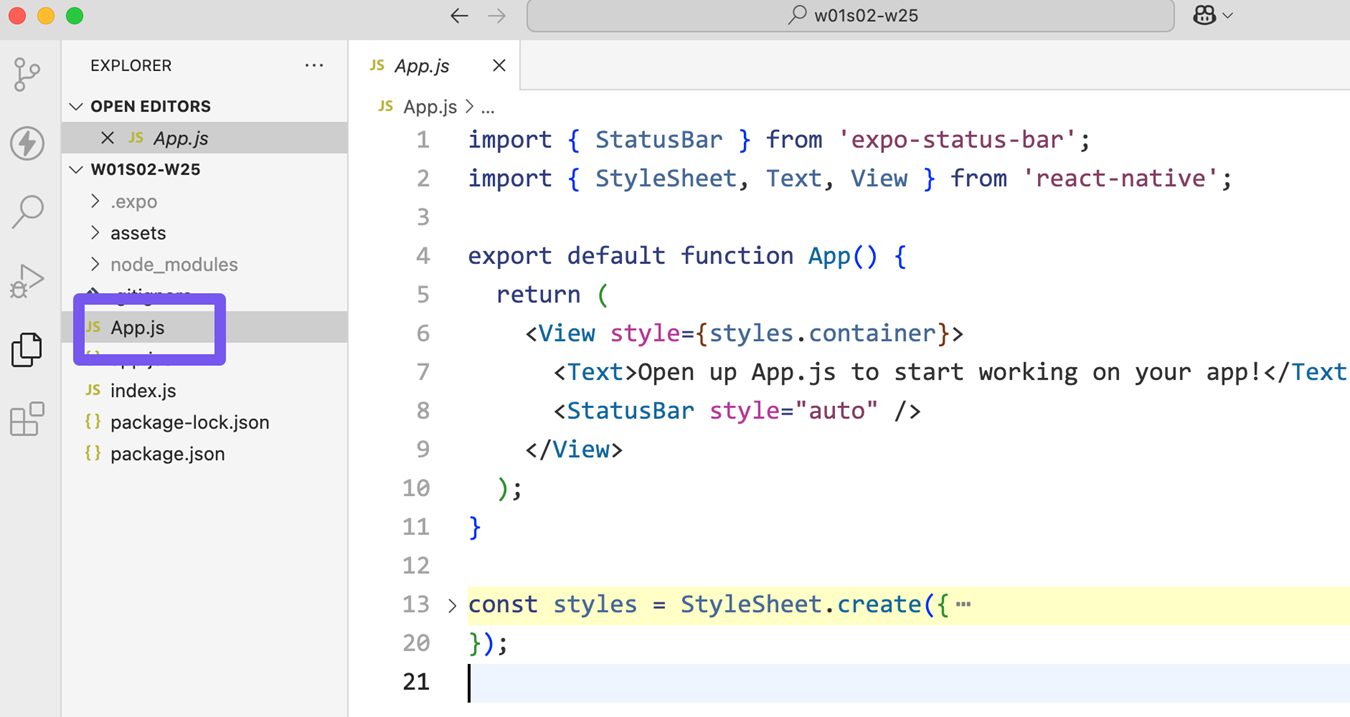 w01s02-w25
EXPLORER ...
OPEN EDITORS
JS App.js
W01S02-W25
.expo
assets
node_modules
JS App.js
JS index.js
{} package-lock.json
{} package.json
JS App.js
JS App.js > ...
1 import { StatusBar } from 'expo-status-bar';
2 import { StyleSheet, Text, View } from 'react-native';
3
4 export default function App() {
5 return (
6 <View style={styles.container}>
7 <Text>Open up App.js to start working on your app!</Text
8 <StatusBar style="auto" />
9 </View>
10 );
11 }
12
13 const styles = StyleSheet.create({ ...
20 });
21